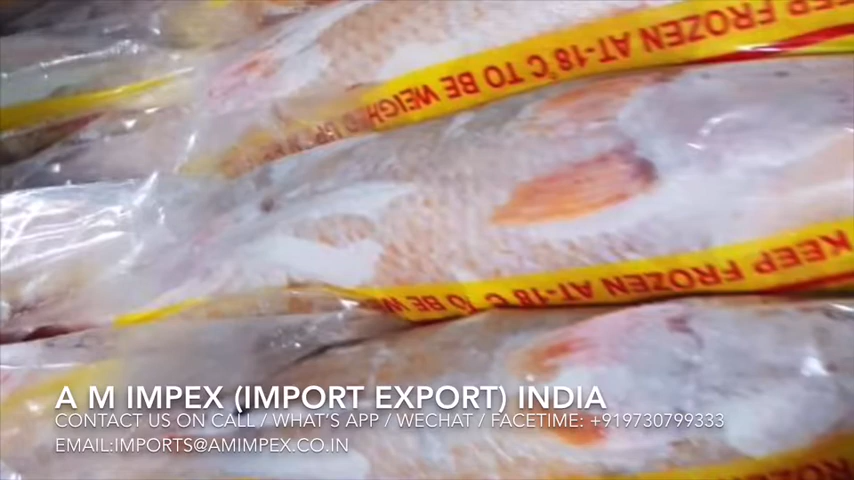 KEEP FROZEN AT-18°C TO BE WEIGH
KEEP FROZEN AT-18°C TO BE WE
A M IMPEX (IMPORT EXPORT) INDIA
CONTACT US ON CALL / WHAT'S APP / WECHAT / FACETIME: +919730799333
EMAIL:IMPORTS@AMIMPEX.CO.IN